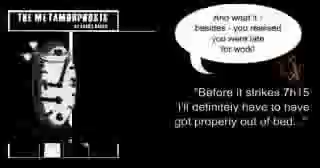 THE METAMORPHOSIS
And what if -
besides - you realised
you were late
for work!
"Before it strikes 7h15
I'll definitely have to have
got properly out of bed..."